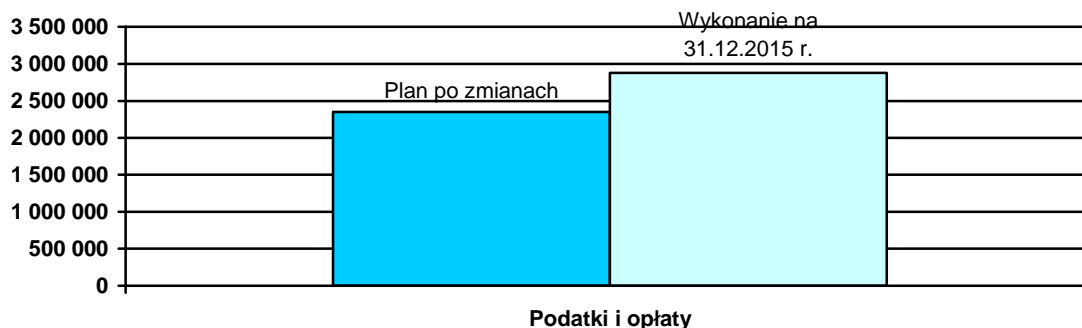 3 500 000
3 000 000
2 500 000
2 000 000
1 500 000
1 000 000
500 000
0
Plan po zmianach
Wykonanie na
31.12.2015 r.
Podatki i opłaty